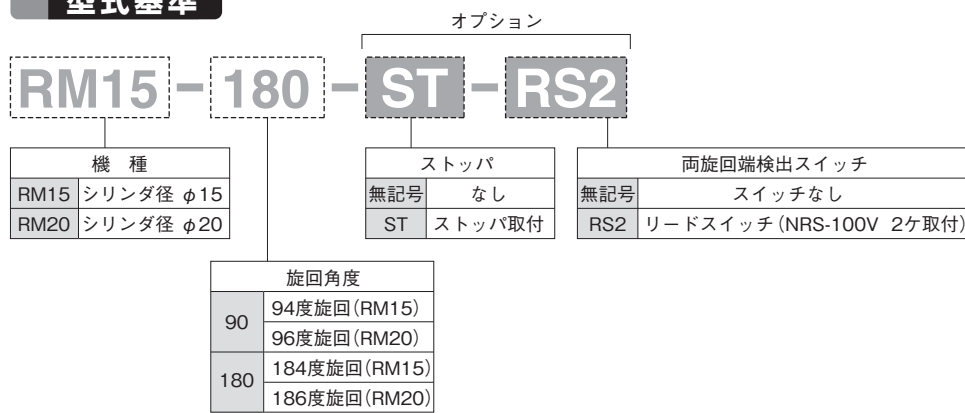 型式基準
オプション
RM15-180-ST-RS2
機 種
RM15 シリンダ径 φ15
RM20 シリンダ径 φ20
ストッパ
無記号 なし
ST ストッパ取付
両旋回端検出スイッチ
無記号 スイッチなし
RS2 リードスイッチ(NRS-100V 2ケ取付)
旋回角度
90 94度旋回(RM15)
96度旋回(RM20)
180 184度旋回(RM15)
186度旋回(RM20)